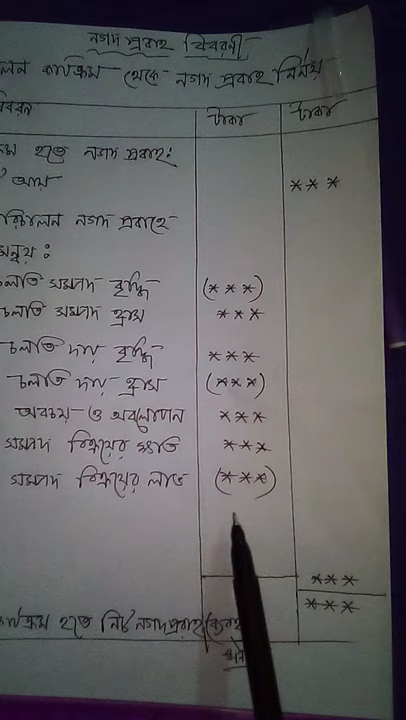 নগদ প্রবাহ বিবরণী
কার্যক্রম থেকে নগদ প্রবাহ নির্ণয়
বিবরণ টাকা টাকা
হতে নগদ প্রবাহ:
আয় ***
পরিচালন নগদ প্রবাহে
সমন্বয় :
চলতি সম্পদ বৃদ্ধি (***)
চলতি সম্পদ হ্রাস ***
চলতি দায় বৃদ্ধি ***
চলতি দায় হ্রাস (***)
অবচয় ও অবলোপন ***
সম্পদ বিক্রয়ের ক্ষতি ***
সম্পদ বিক্রয়ের লাভ (***)
***
কার্যক্রম হতে নিট নগদ প্রবাহ ***